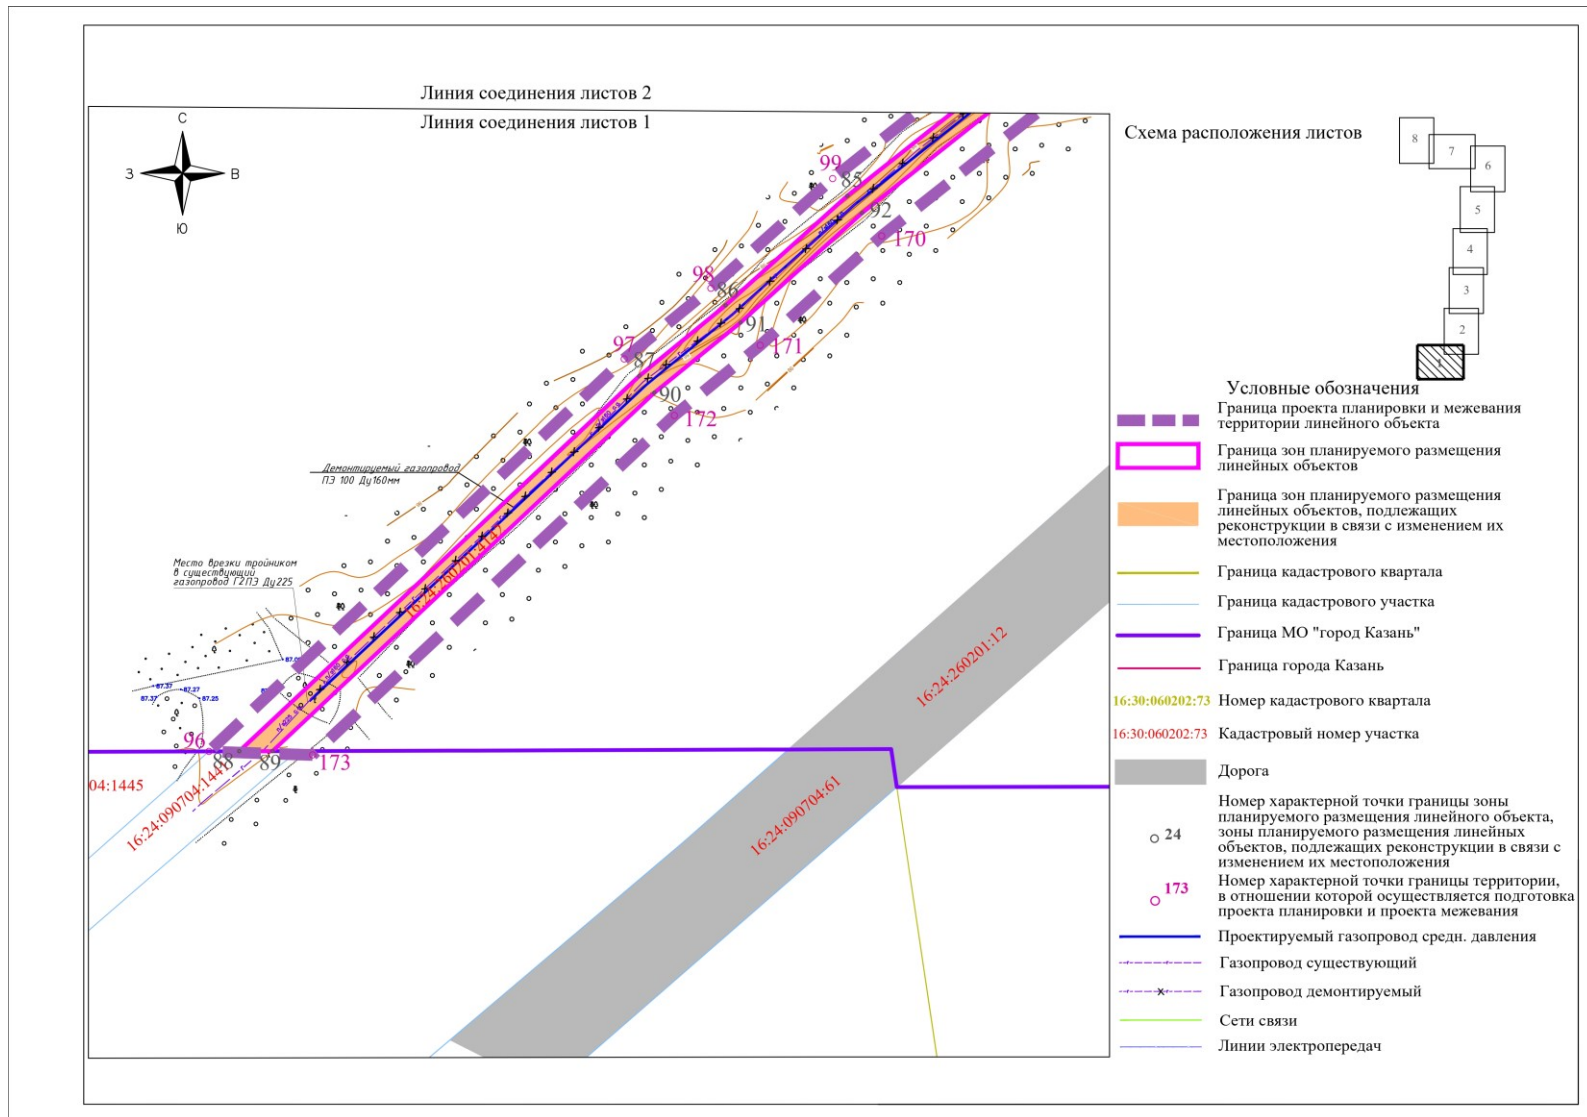 Линия соединения листов 2
Линия соединения листов 1
С
З
В
Ю
99
85
92
170
98
86
91
171
97
87
90
172
Демонтируемый газопровод
ПЭ 100 Ду160мм
16:24:260201:4142
Место врезки тройником
в существующий
газопровод Г2ПЭ Ду225
87.37
87.27
87.37
87.25
96
88
89
173
04:1445
16:24:260201:12
16:24:090704:61
Схема расположения листов
8
7
6
5
4
3
2
1
Условные обозначения
Граница проекта планировки и межевания
территории линейного объекта
Граница зон планируемого размещения
линейных объектов
Граница зон планируемого размещения
линейных объектов, подлежащих
реконструкции в связи с изменением их
местоположения
Граница кадастрового квартала
Граница кадастрового участка
Граница МО "город Казань"
Граница города Казань
16:30:060202:73 Номер кадастрового квартала
16:30:060202:73 Кадастровый номер участка
Дорога
Номер характерной точки границы зоны
планируемого размещения линейного объекта,
зоны планируемого размещения линейных
объектов, подлежащих реконструкции в связи с
изменением их местоположения
24
Номер характерной точки границы территории,
в отношении которой осуществляется подготовка
проекта планировки и проекта межевания
173
Проектируемый газопровод средн. давления
Газопровод существующий
Газопровод демонтируемый
Сети связи
Линии электропередач